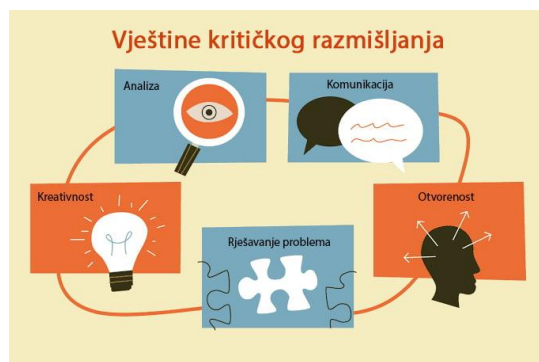 Vještine kritičkog razmišljanja
Analiza
Komunikacija
Kreativnost
Otvorenost
Rješavanje problema